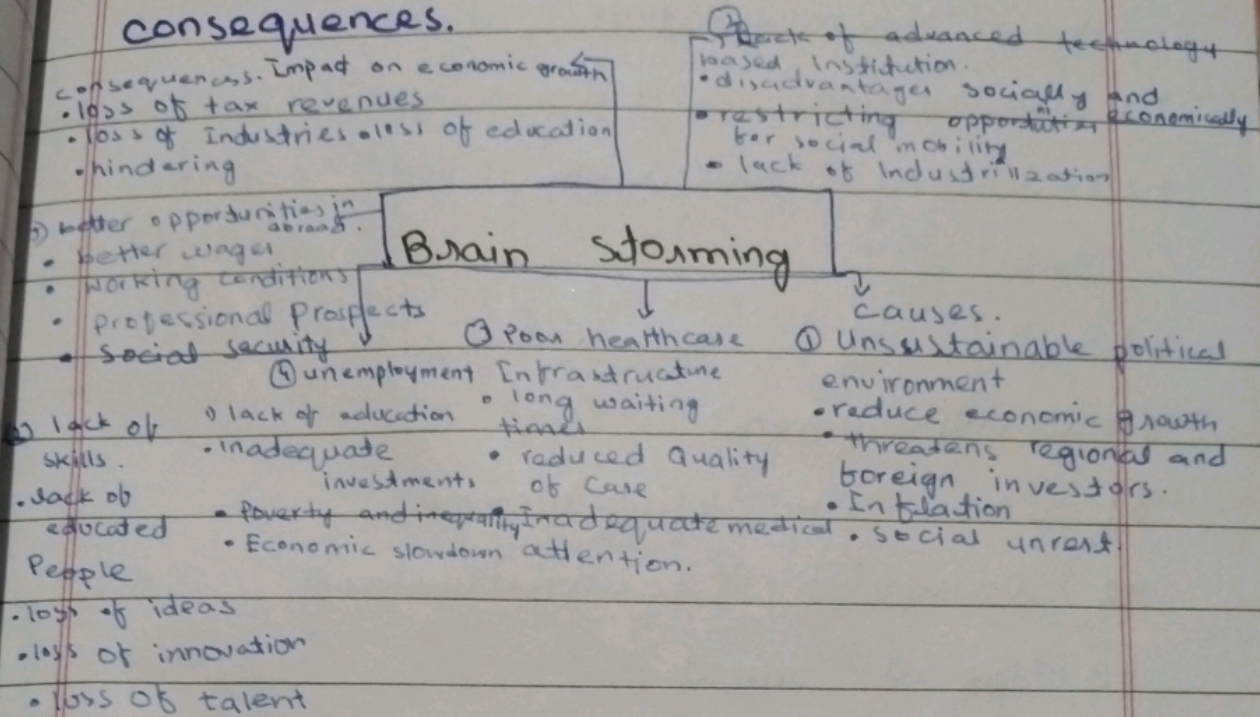 consequences.
consequences. Impact on economic growth
• loss of tax revenues
• loss of Industries • loss of education
• hindering
② Lack of advanced technology
based Institution.
• disadvantages socially and
economically
• restricting opportunities
for social mobility
• lack of Industrillzation
5) better opportunities in
abroad.
• better wages
• working conditions
• professional Prospects
• social security
Brain storming
causes.
① Unsustainable political
environment
• reduce economic growth
• threatens regional and
foreign investors.
• Inflation
• social unrest.
③ Poor healthcare
Infrastructure
• long waiting
times
• reduced Quality
of Care
• Inadequate medical
attention.
④ unemployment
1) lack of education
• inadequate
investments
• Poverty and inequality
• Economic slowdown
lack of
skills.
• lack of
educated
People
• loss of ideas
• loss of innovation
• loss of talent